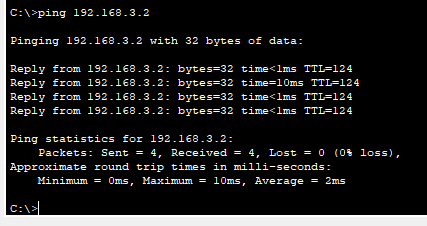 C:\>ping 192.168.3.2
Pinging 192.168.3.2 with 32 bytes of data:
Reply from 192.168.3.2: bytes=32 time<1ms TTL=124
Reply from 192.168.3.2: bytes=32 time=10ms TTL=124
Reply from 192.168.3.2: bytes=32 time<1ms TTL=124
Reply from 192.168.3.2: bytes=32 time<1ms TTL=124
Ping statistics for 192.168.3.2:
Packets: Sent = 4, Received = 4, Lost = 0 (0% loss),
Approximate round trip times in milli-seconds:
Minimum = 0ms, Maximum = 10ms, Average = 2ms
C:\>